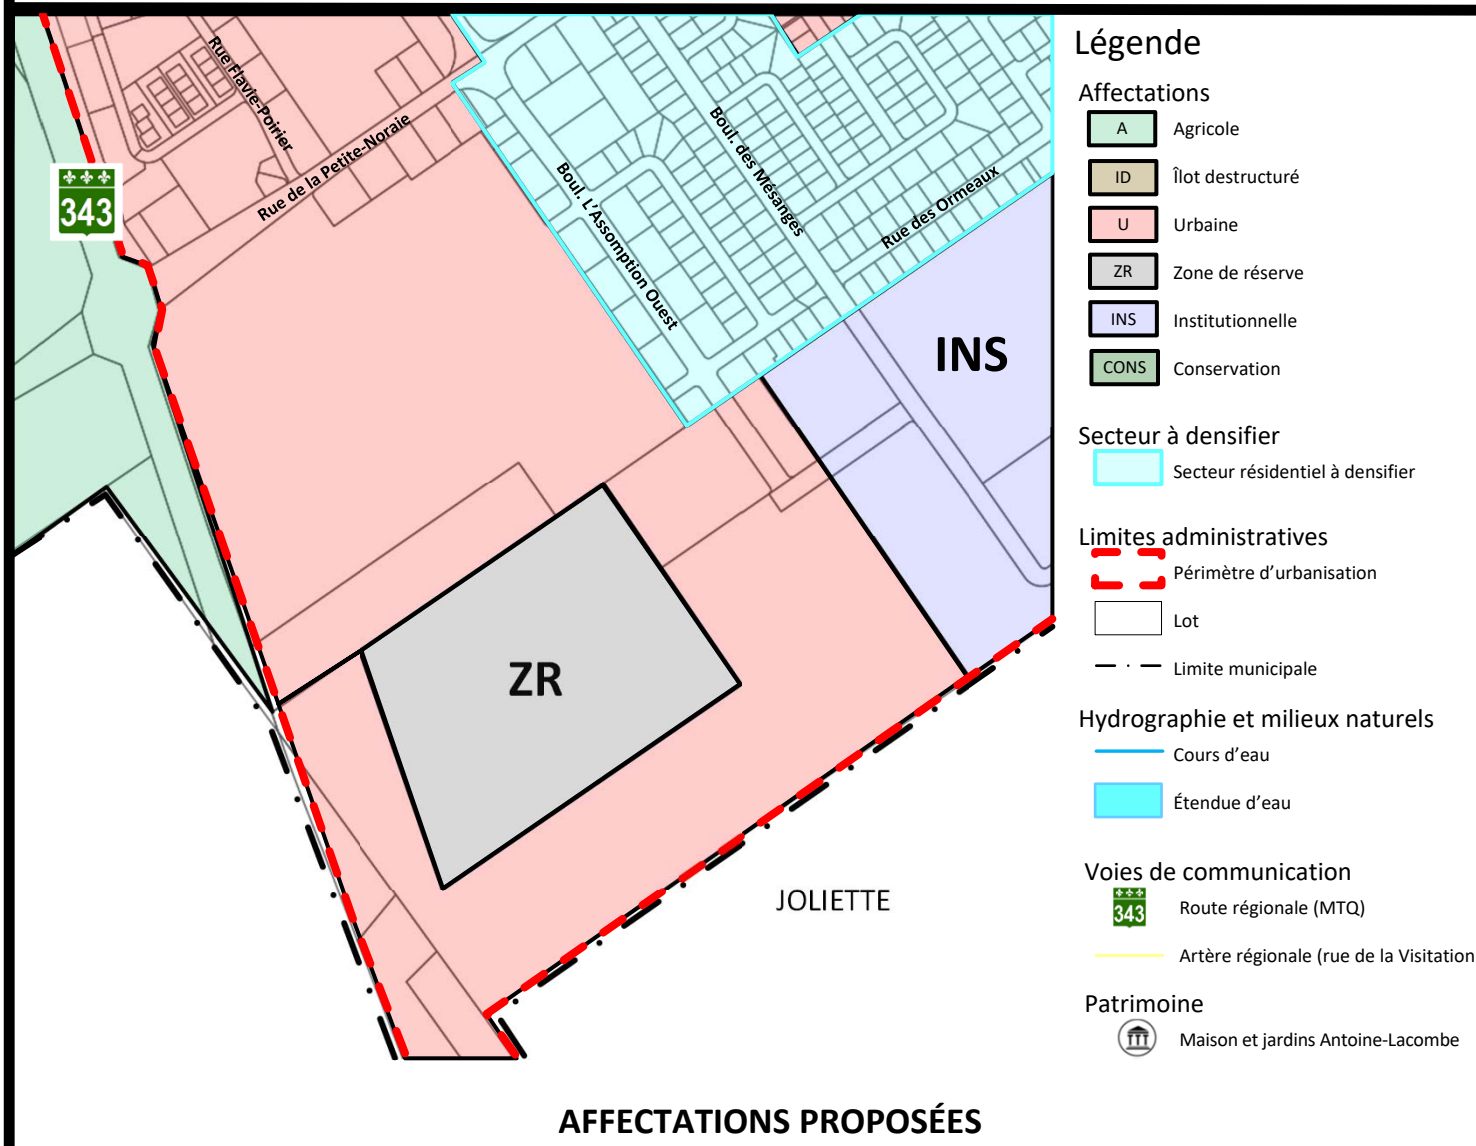 Rue Flavie-Poirier
Rue de la Petite-Noraie
Boul. L'Assomption Ouest
Boul. des Mésanges
Rue des Ormeaux
343
INS
ZR
JOLIETTE
AFFECTATIONS PROPOSÉES
Légende
Affectations
A Agricole
ID Îlot destructuré
U Urbaine
ZR Zone de réserve
INS Institutionnelle
CONS Conservation
Secteur à densifier
Secteur résidentiel à densifier
Limites administratives
Périmètre d'urbanisation
Lot
Limite municipale
Hydrographie et milieux naturels
Cours d'eau
Étendue d'eau
Voies de communication
343 Route régionale (MTQ)
Artère régionale (rue de la Visitation
Patrimoine
Maison et jardins Antoine-Lacombe